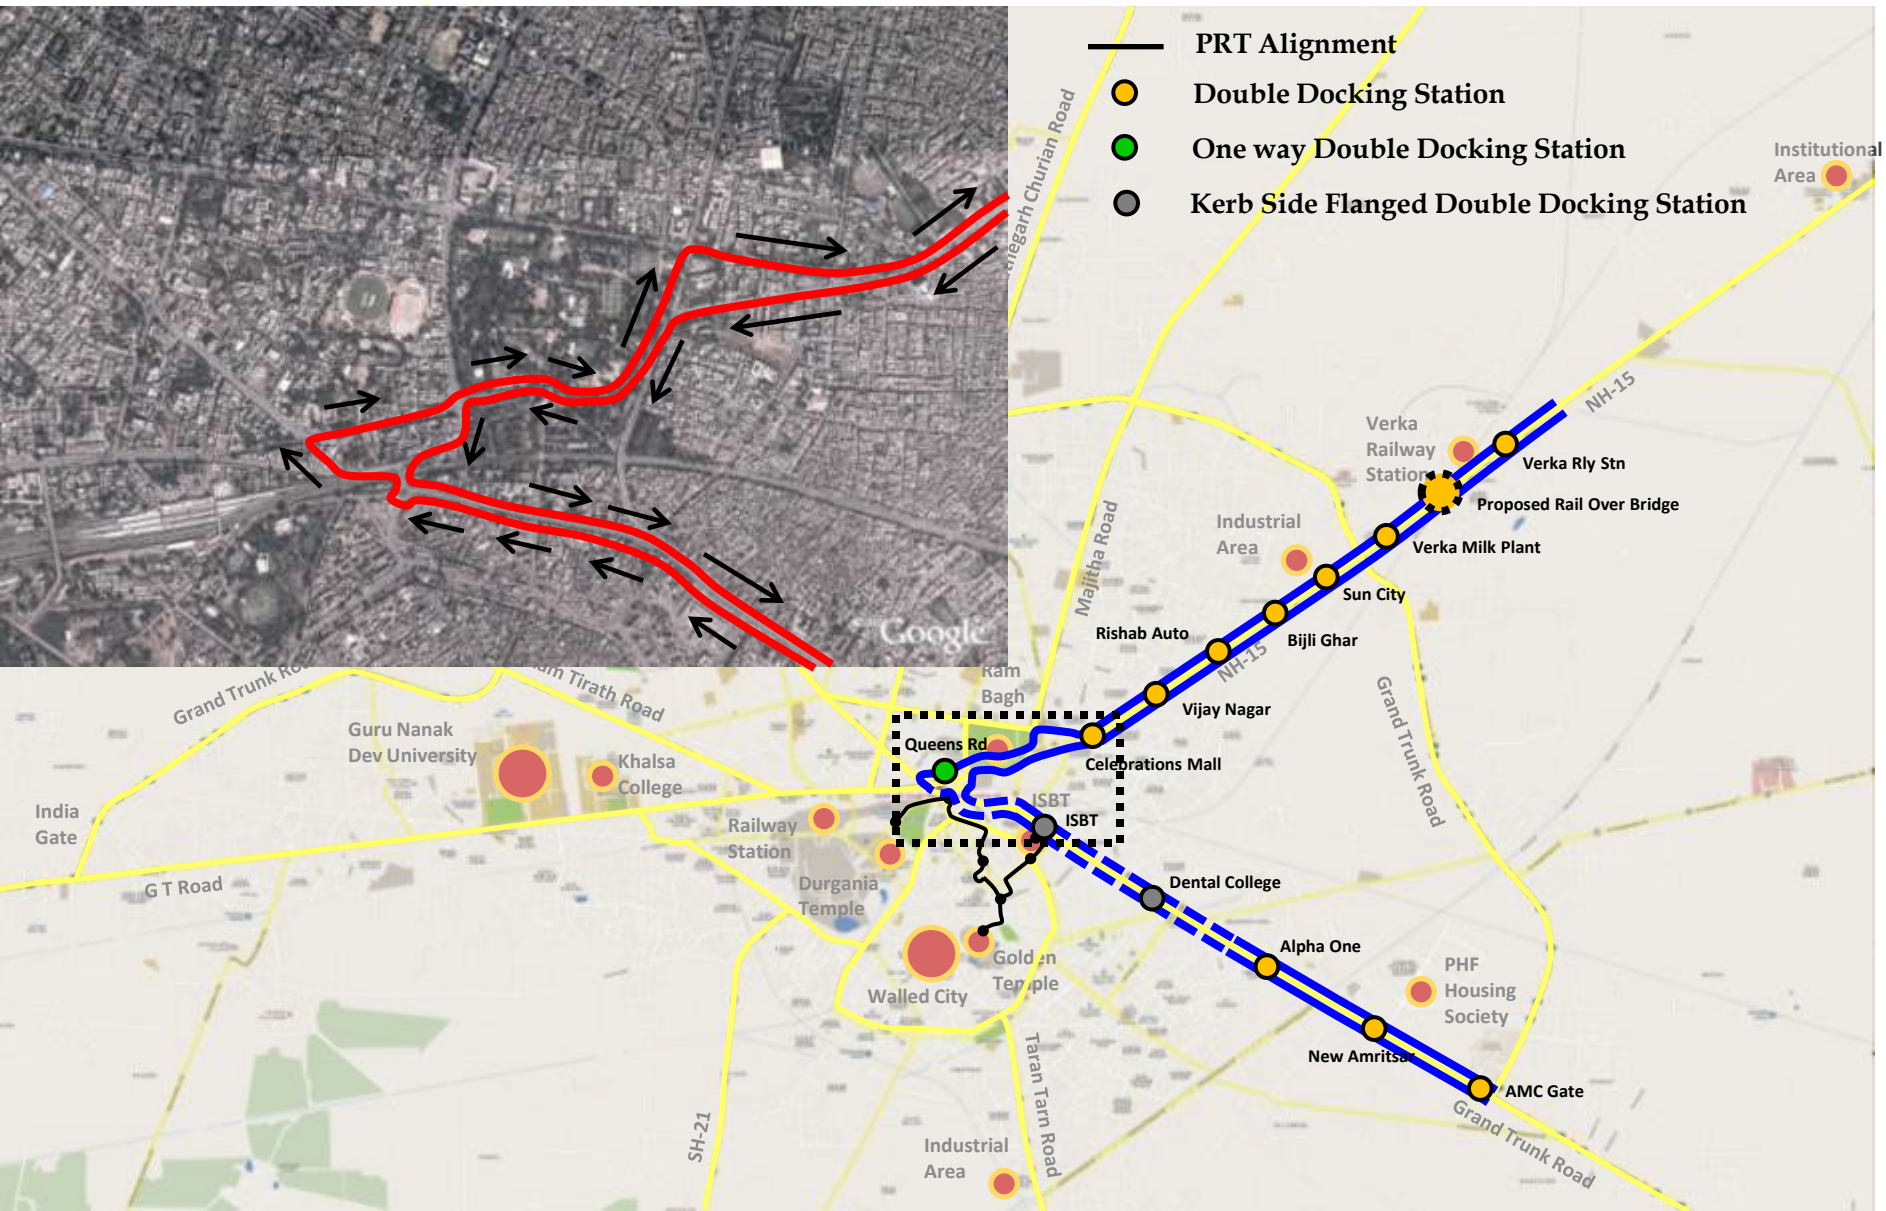 PRT Alignment
Double Docking Station
One way Double Docking Station
Kerb Side Flanged Double Docking Station
Churian Road
Institutional
Area
NH-15
Verka
Railway
Station
Verka Rly Stn
Proposed Rail Over Bridge
Majitha Road
Industrial
Area
Verka Milk Plant
Sun City
Google
Rishab Auto
Bijli Ghar
NH-15
Ram
Bagh
Grand Trunk
Tirath Road
Vijay Nagar
Grand Trunk Road
Guru Nanak
Dev University
Khalsa
College
Queens Rd
Celebrations Mall
India
Gate
ISBT
ISBT
Railway
Station
G T Road
Durgania
Temple
Dental College
Alpha One
Golden
Temple
Walled City
PHF
Housing
Society
New Amritsar
AMC Gate
Grand Trunk Road
Taran Tarn Road
SH-21
Industrial
Area